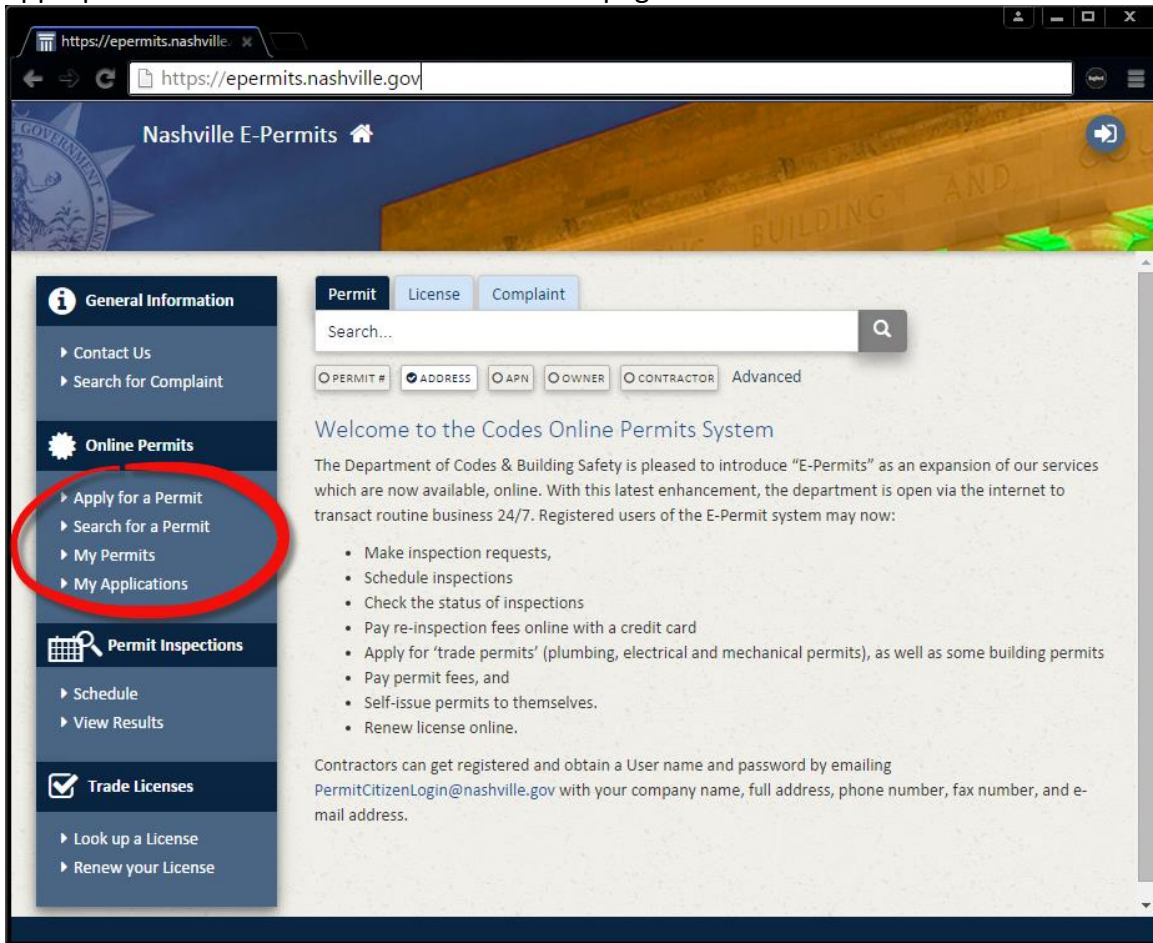 https://epermits.nashville.
https://epermits.nashville.gov
Nashville E-Permits
GOVERNMENT
BUILDING AND
General Information
Contact Us
Search for Complaint
Online Permits
Apply for a Permit
Search for a Permit
My Permits
My Applications
Permit Inspections
Schedule
View Results
Trade Licenses
Look up a License
Renew your License
Permit License Complaint
Search...
PERMIT # ADDRESS APN OWNER CONTRACTOR Advanced
Welcome to the Codes Online Permits System
The Department of Codes & Building Safety is pleased to introduce “E-Permits” as an expansion of our services
which are now available, online. With this latest enhancement, the department is open via the internet to
transact routine business 24/7. Registered users of the E-Permit system may now:
• Make inspection requests,
• Schedule inspections
• Check the status of inspections
• Pay re-inspection fees online with a credit card
• Apply for ‘trade permits’ (plumbing, electrical and mechanical permits), as well as some building permits
• Pay permit fees, and
• Self-issue permits to themselves.
• Renew license online.
Contractors can get registered and obtain a User name and password by emailing
PermitCitizenLogin@nashville.gov with your company name, full address, phone number, fax number, and e-
mail address.